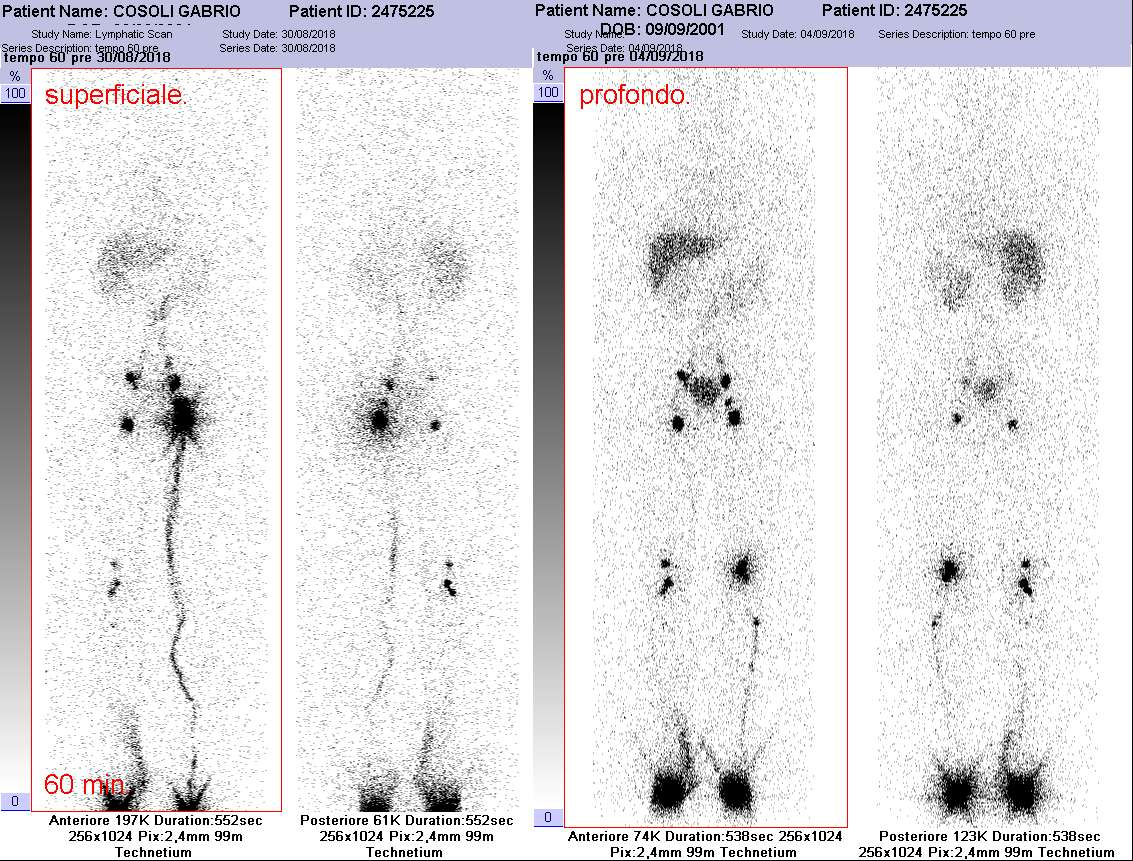 Patient Name: COSOLI GABRIO Patient ID: 2475225
Study Name: Lymphatic Scan Study Date: 30/08/2018
Series Description: tempo 60 pre Series Date: 30/08/2018
tempo 60 pre 30/08/2018
%
100
superficiale.
60 min.
0
Anteriore 197K Duration:552sec
256x1024 Pix:2,4mm 99m
Technetium
Posteriore 61K Duration:552sec
256x1024 Pix:2,4mm 99m
Technetium
Patient Name: COSOLI GABRIO Patient ID: 2475225
DOB: 09/09/2001
Study Date: 04/09/2018 Series Description: tempo 60 pre
Series Date: 04/09/2018
tempo 60 pre 04/09/2018
%
100
profondo.
0
Anteriore 74K Duration:538sec 256x1024
Pix:2,4mm 99m Technetium
Posteriore 123K Duration:538sec
256x1024 Pix:2,4mm 99m Technetium